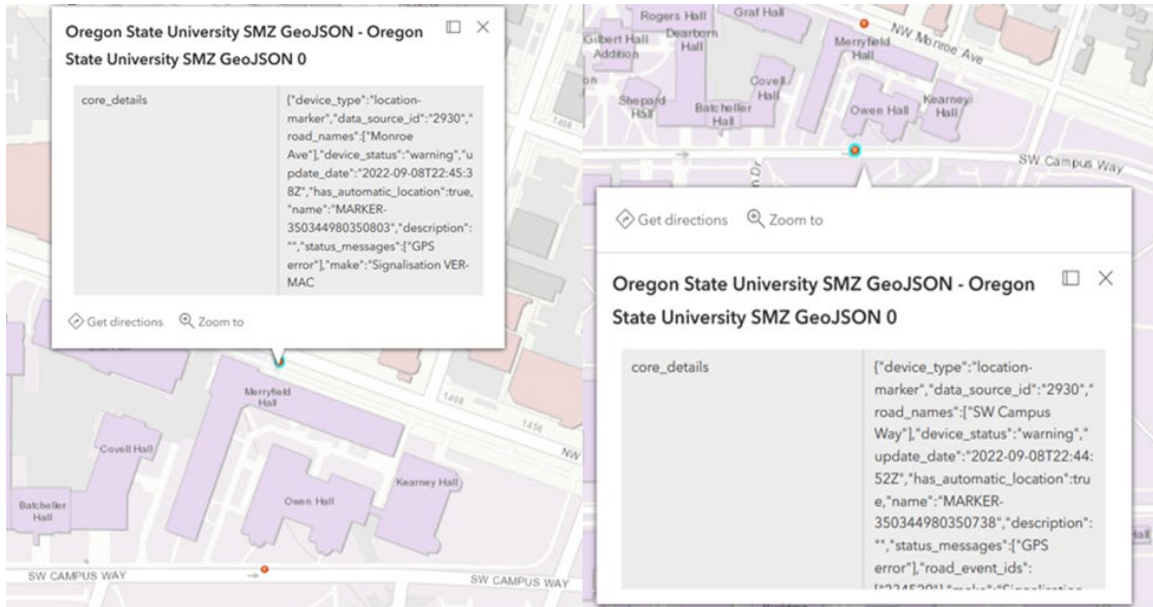 Oregon State University SMZ GeoJSON - Oregon
State University SMZ GeoJSON 0
core_details
{"device_type":"location-
marker","data_source_id":"2930","
road_names":["Monroe
Ave"],"device_status":"warning","u
pdate_date":"2022-09-08T22:45:3
8Z","has_automatic_location":true,
"name":"MARKER-
350344980350803","description":
"","status_messages":["GPS
error"],"make":"Signalisation VER-
MAC
Get directions
Zoom to
1498
Merryfield
Hall
1498
1456
NW
Covell Hall
Kearney Hall
Owen Hall
Batcheller
Hall
SW CAMPUS WAY
SW CAMPUS WAY
Rogers Hall
Graf Hall
Gilbert Hall
Addition
Dearborn
Hall
Merryfield
Hall
NW Monroe Ave
Covell
Hall
Shepard
Hall
Batcheller
Hall
Owen Hall
Kearney
Hall
SW Campus Way
Get directions
Zoom to
Oregon State University SMZ GeoJSON - Oregon
State University SMZ GeoJSON 0
core_details
{"device_type":"location-
marker","data_source_id":"2930","
road_names":["SW Campus
Way"],"device_status":"warning","
update_date":"2022-09-08T22:44:
52Z","has_automatic_location":tru
e,"name":"MARKER-
350344980350738","description":
"","status_messages":["GPS
error"],"road_event_ids":